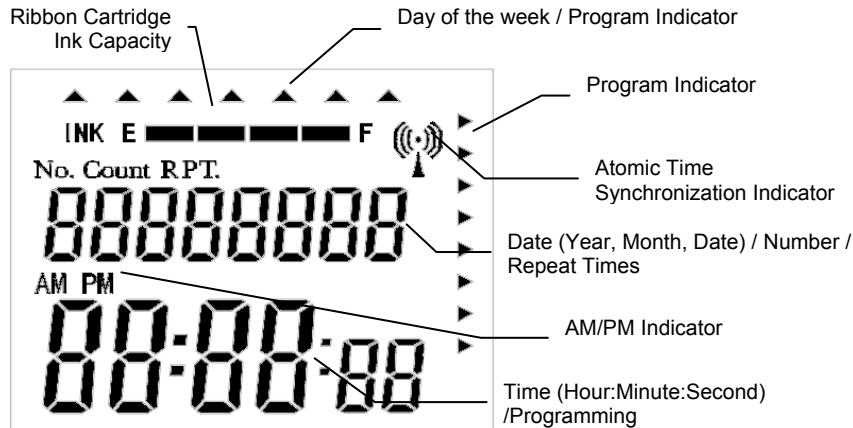 Ribbon Cartridge
Ink Capacity
Day of the week / Program Indicator
Program Indicator
INK E F
Atomic Time
Synchronization Indicator
No. Count RPT.
88888888
Date (Year, Month, Date) / Number /
Repeat Times
AM PM
AM/PM Indicator
88:88:88
Time (Hour:Minute:Second)
/Programming